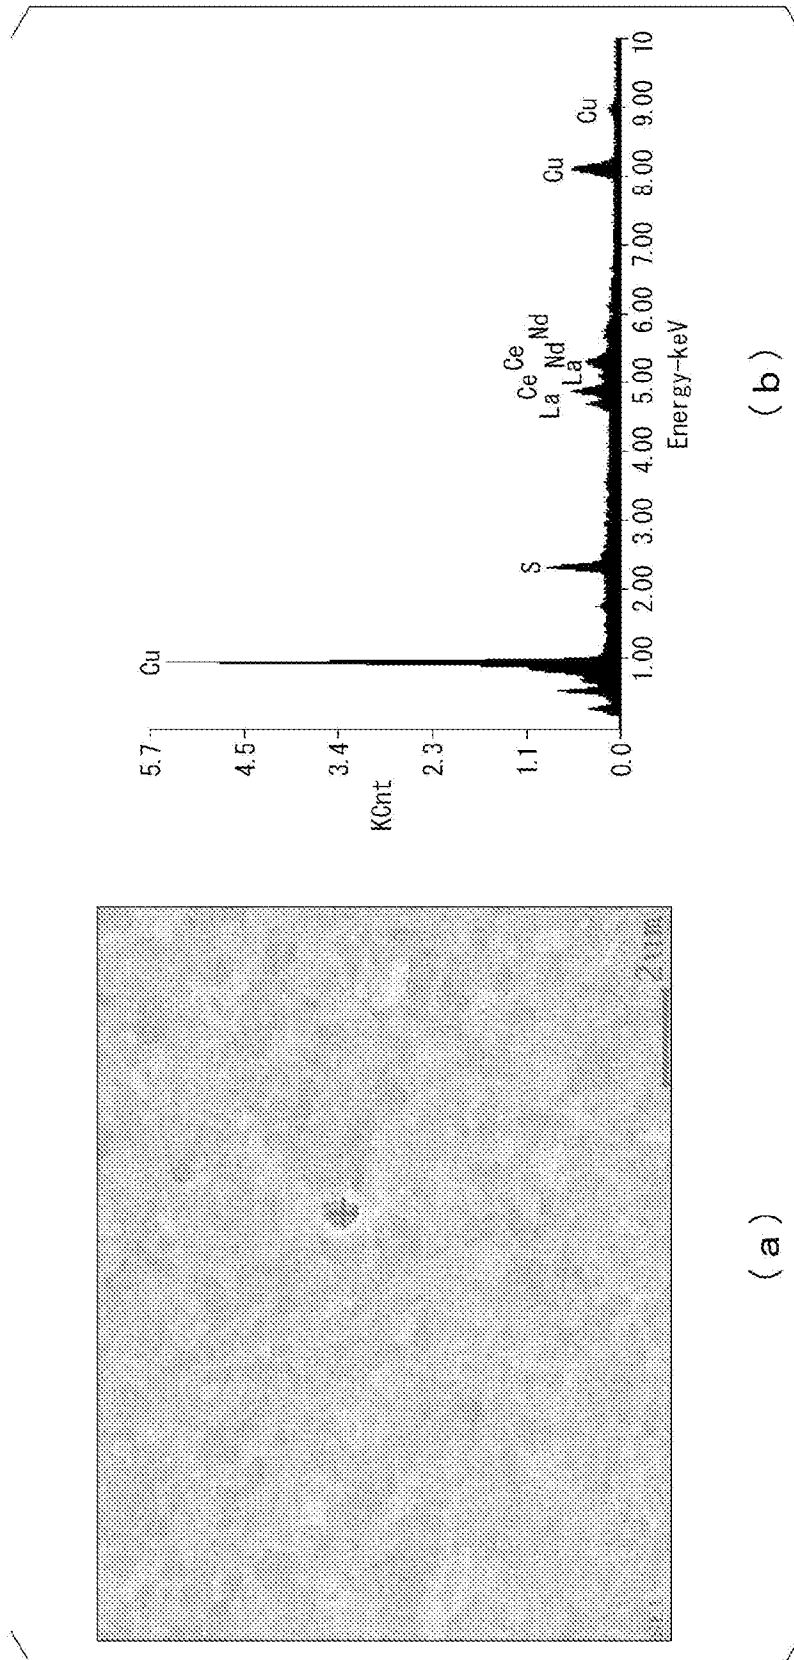 2 μm
(a)
KCnt
5.7
4.5
3.4
2.3
1.1
0.0
Cu
S
La
Ce
Ce
La
Nd
Nd
Cu
Cu
1.00
2.00
3.00
4.00
5.00
6.00
7.00
8.00
9.00
10
Energy-keV
(b)